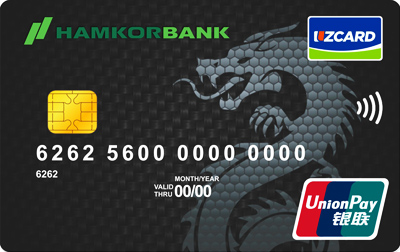 HAMKORBANK
UZCARD
6262 5600 0000 0000
6262
MONTH/YEAR
VALID THRU 00/00
UnionPay
银联